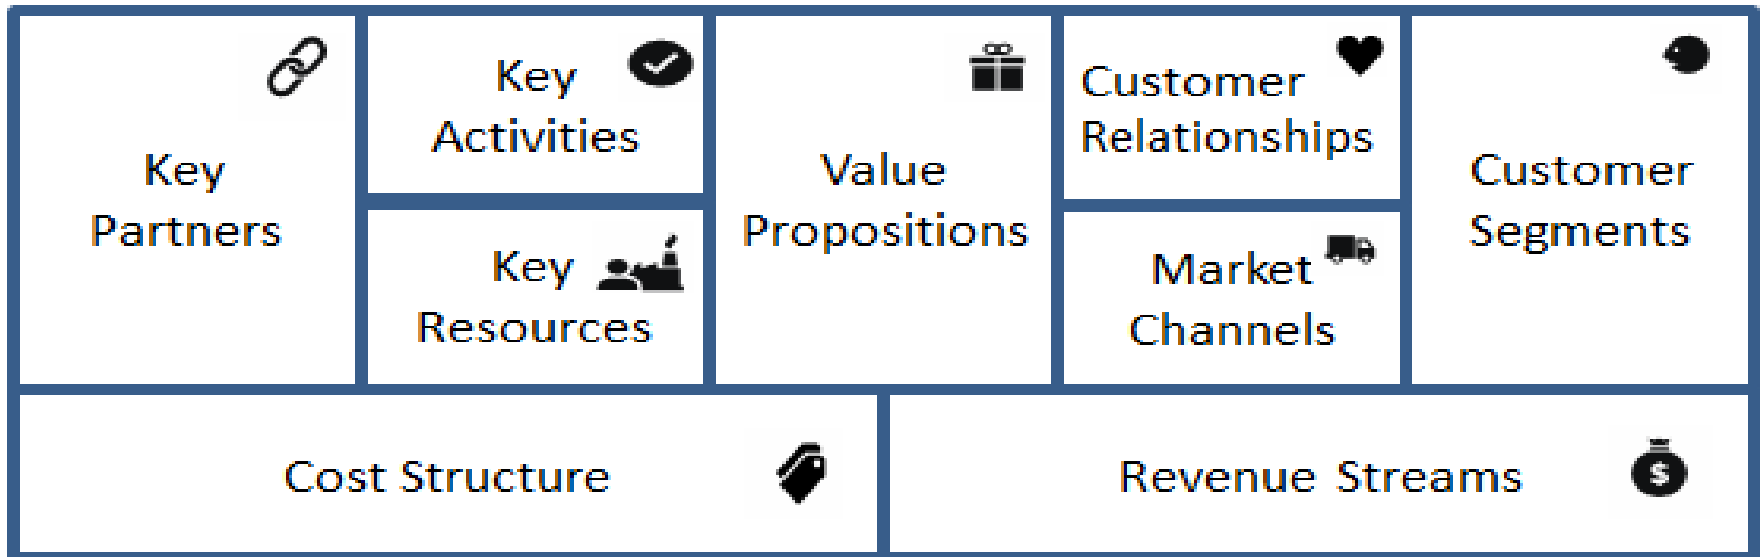 Key
Partners
Key
Activities
Key
Resources
Value
Propositions
Customer
Relationships
Market
Channels
Customer
Segments
Cost Structure
Revenue Streams
$